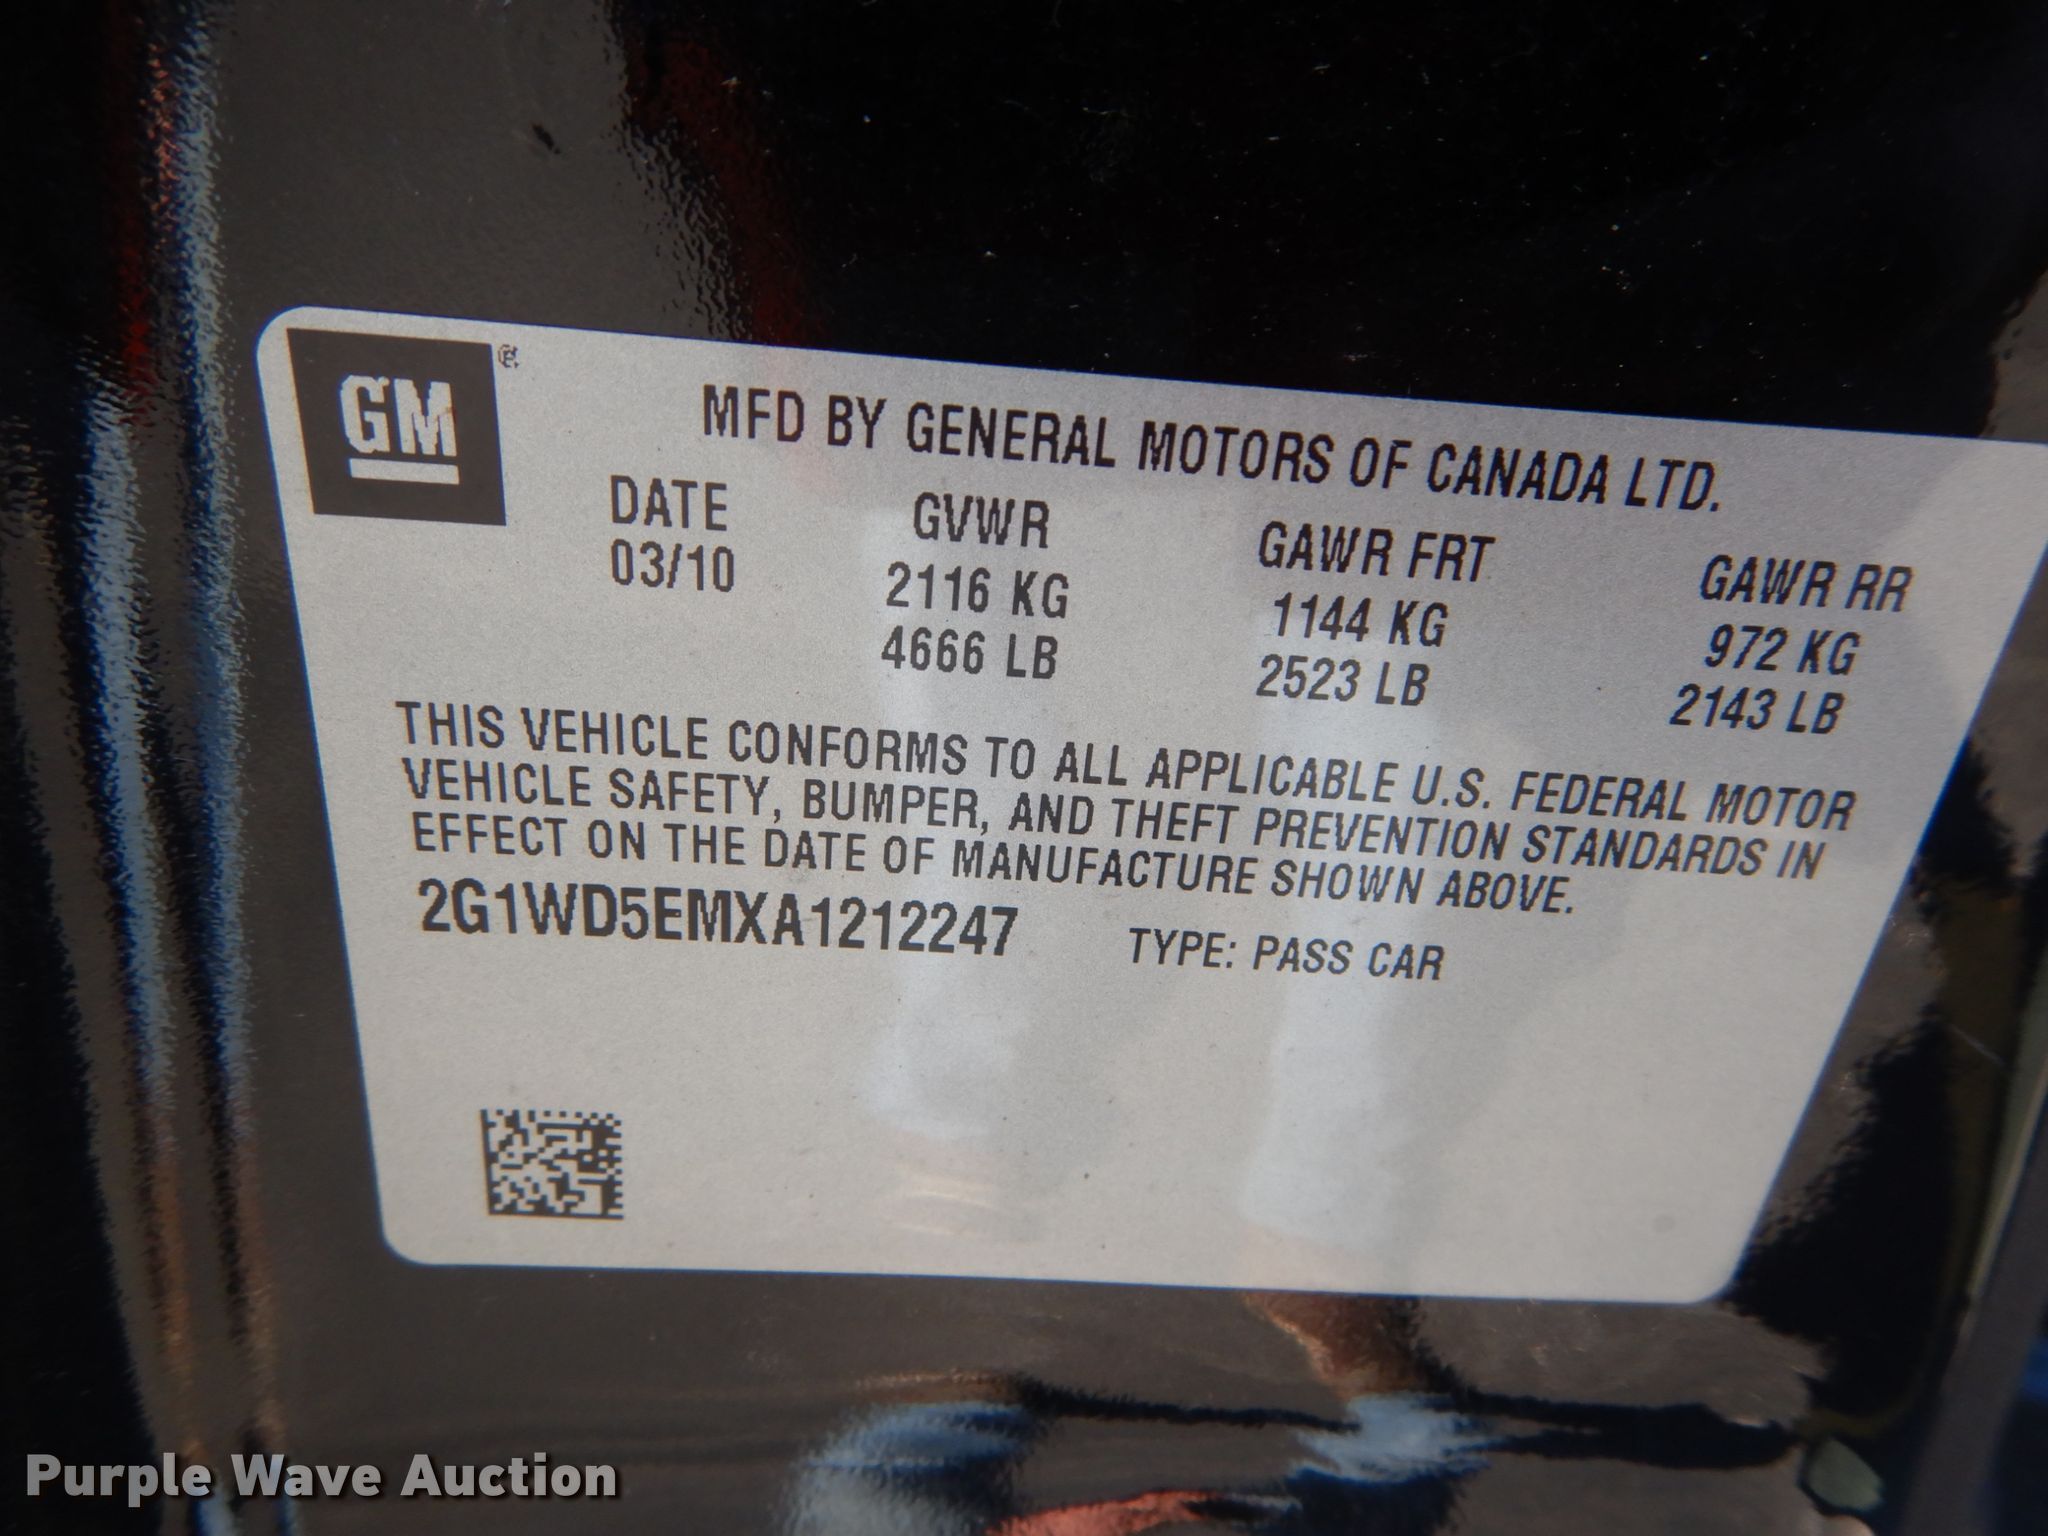 GM ®
MFD BY GENERAL MOTORS OF CANADA LTD.
DATE GVWR GAWR FRT GAWR RR
03/10 2116 KG 1144 KG 972 KG
4666 LB 2523 LB 2143 LB
THIS VEHICLE CONFORMS TO ALL APPLICABLE U.S. FEDERAL MOTOR
VEHICLE SAFETY, BUMPER, AND THEFT PREVENTION STANDARDS IN
EFFECT ON THE DATE OF MANUFACTURE SHOWN ABOVE.
2G1WD5EMXA1212247 TYPE: PASS CAR
Purple Wave Auction